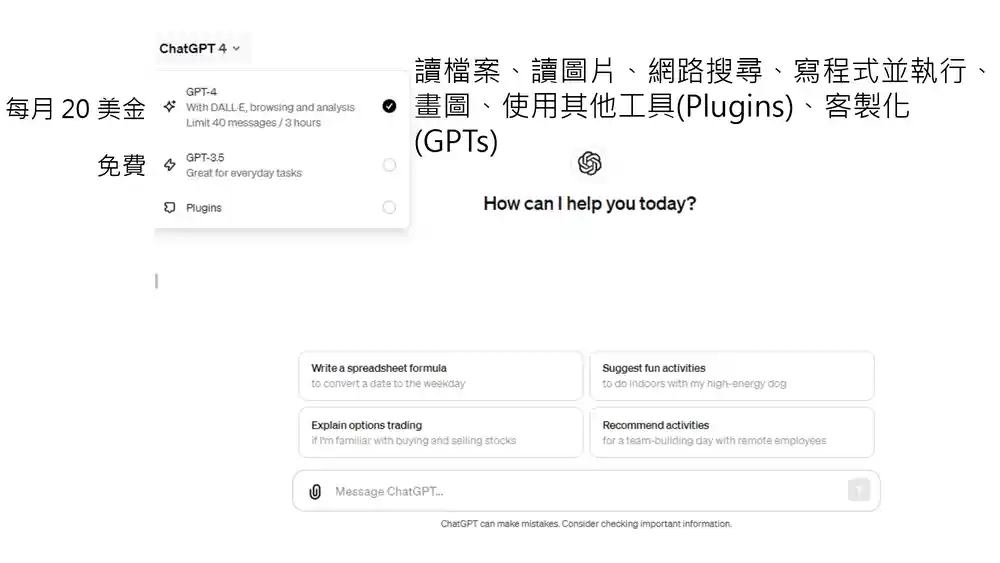 ChatGPT 4
讀檔案、讀圖片、網路搜尋、寫程式並執行、
畫圖、使用其他工具(Plugins)、客製化
(GPTs)
每月 20 美金
GPT-4
With DALL·E, browsing and analysis
Limit 40 messages / 3 hours
免費
GPT-3.5
Great for everyday tasks
Plugins
How can I help you today?
Write a spreadsheet formula
to convert a date to the weekday
Suggest fun activities
to do indoors with my high-energy dog
Explain options trading
if I'm familiar with buying and selling stocks
Recommend activities
for a team-building day with remote employees
Message ChatGPT...
ChatGPT can make mistakes. Consider checking important information.